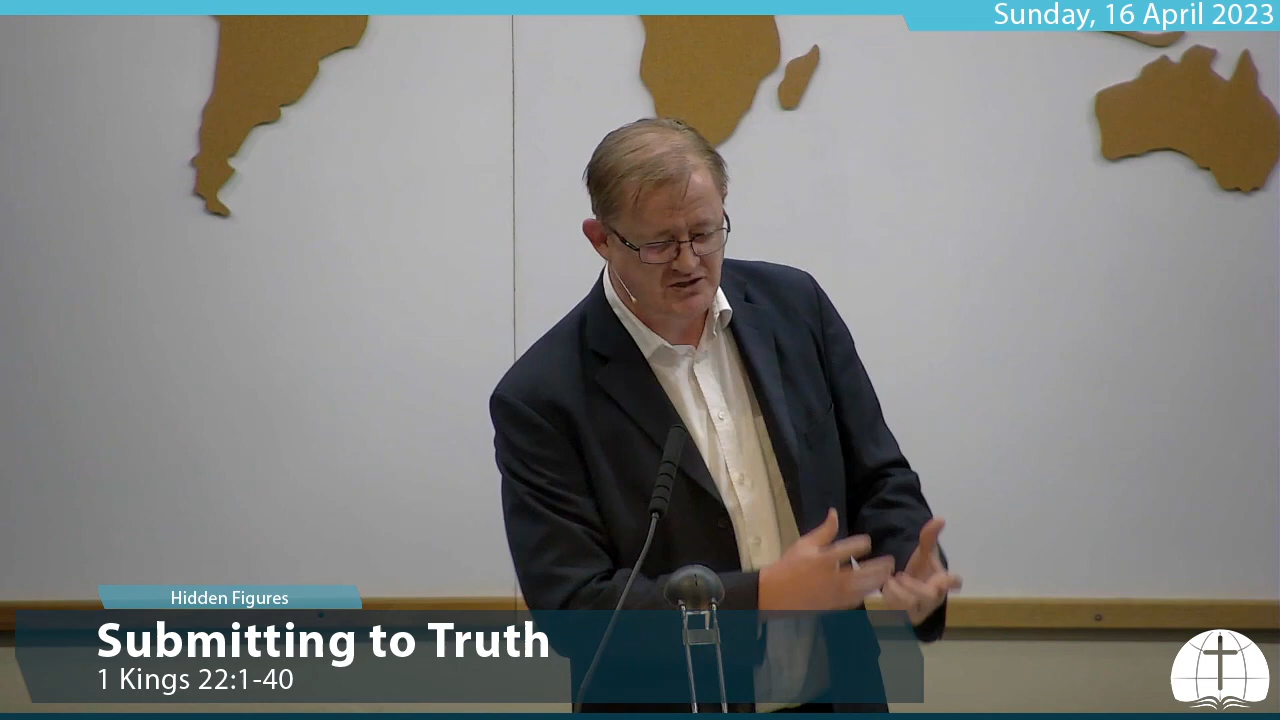 Sunday, 16 April 2023
Hidden Figures
Submitting to Truth
1 Kings 22:1-40